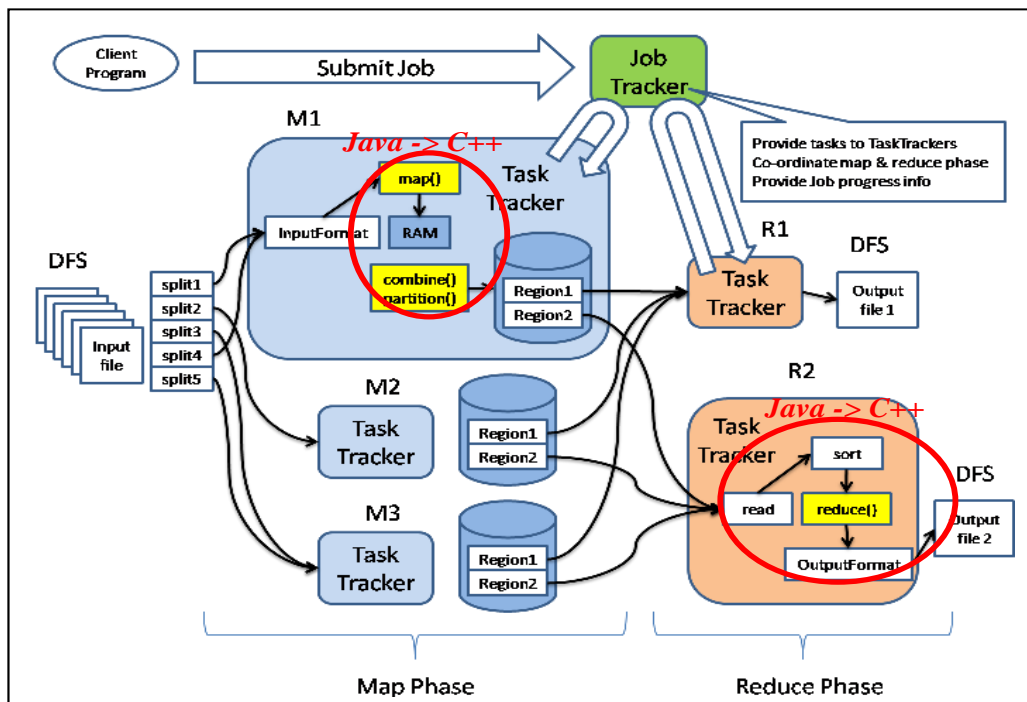 Client
Program
Submit Job
Job
Tracker
Provide tasks to TaskTrackers
Co-ordinate map & reduce phase
Provide Job progress info
M1
Java -> C++
map()
Task
Tracker
InputFormat
RAM
combine()
partition()
Region1
Region2
DFS
Input
file
split1
split2
split3
split4
split5
R1
Task
Tracker
DFS
Output
file 1
M2
Task
Tracker
Region1
Region2
M3
Task
Tracker
Region1
Region2
R2
Java -> C++
Task
Tracker
sort
read
reduce()
OutputFormat
DFS
Output
file 2
Map Phase
Reduce Phase